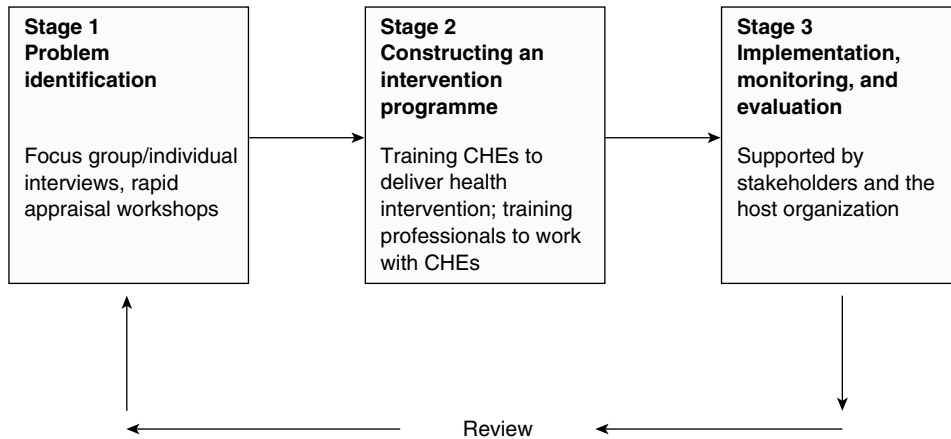 Stage 1
Problem
identification
Focus group/individual
interviews, rapid
appraisal workshops
Stage 2
Constructing an
intervention
programme
Training CHEs to
deliver health
intervention; training
professionals to work
with CHEs
Stage 3
Implementation,
monitoring, and
evaluation
Supported by
stakeholders and the
host organization
Review